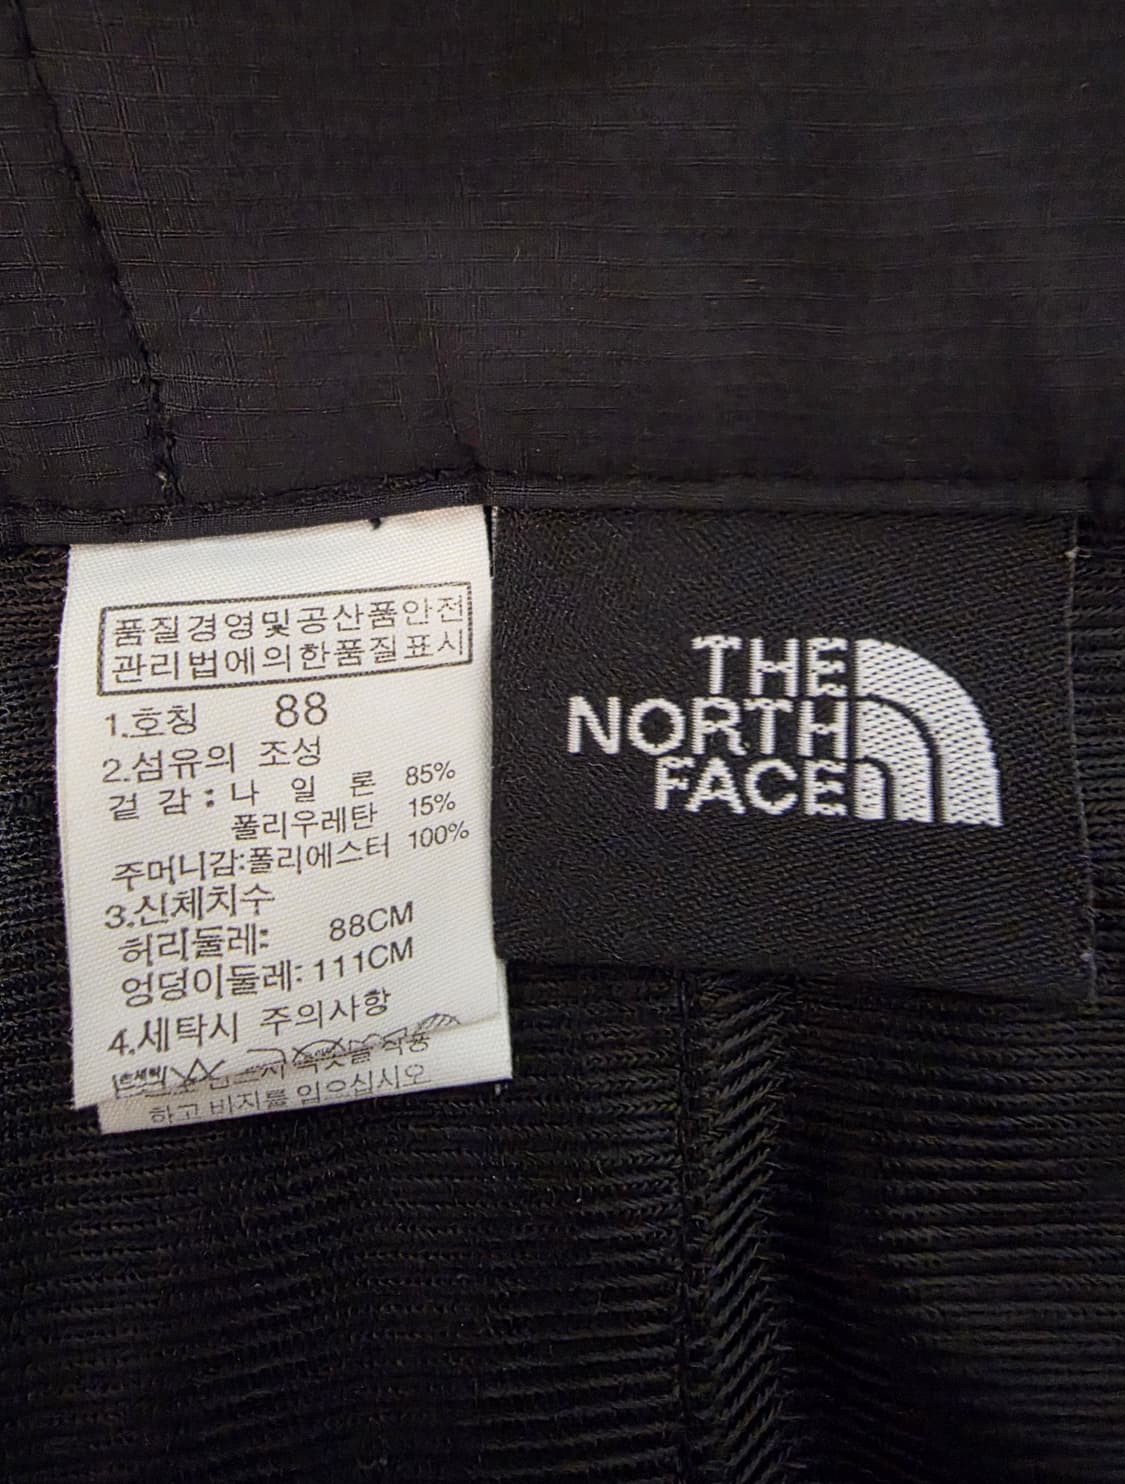 품질경영및공산품안전
관리법에의한품질표시
1.호칭 88
2.섬유의 조성
겉 감 : 나 일 론 85%
폴리우레탄 15%
주머니감:폴리에스터 100%
3.신체치수
허리둘레: 88CM
엉덩이둘레: 111CM
4.세탁시 주의사항
하고 바지를 입으십시오
THE
NORTH
FACE